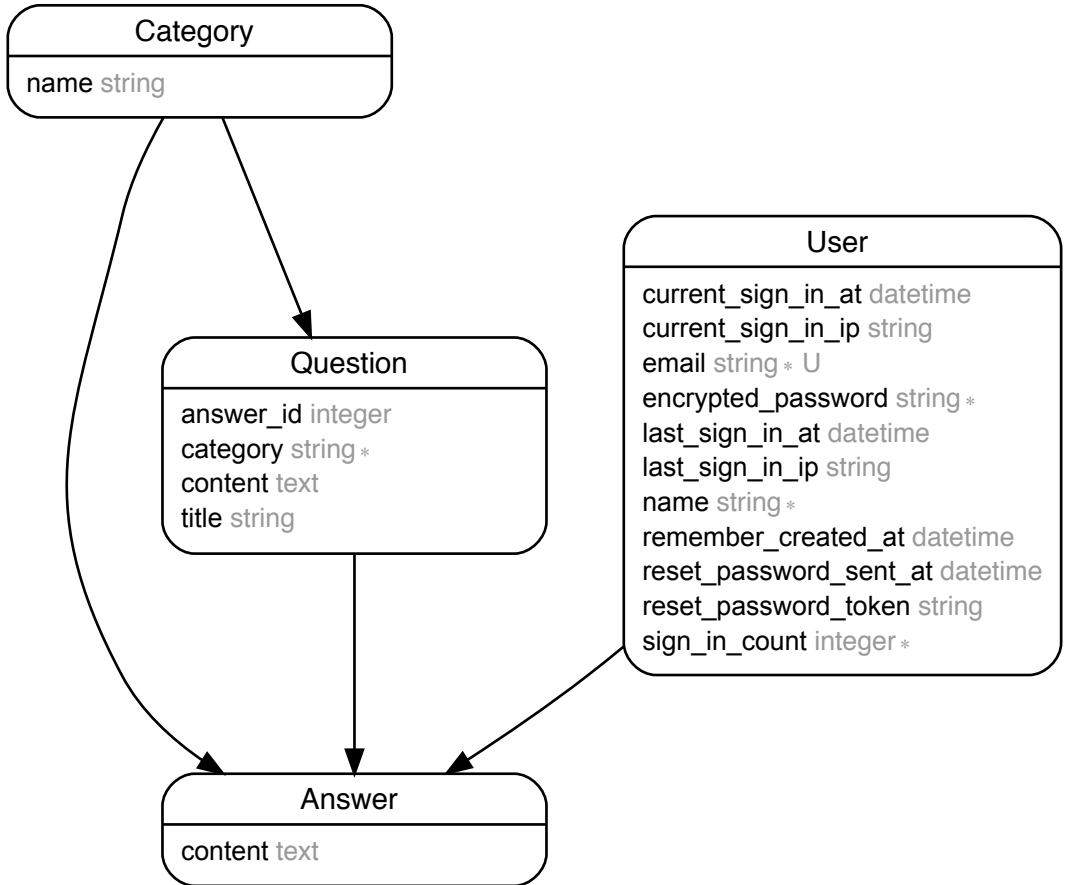 Category
name string
User
current_sign_in_at datetime
current_sign_in_ip string
email string * U
encrypted_password string *
last_sign_in_at datetime
last_sign_in_ip string
name string *
remember_created_at datetime
reset_password_sent_at datetime
reset_password_token string
sign_in_count integer *
Question
answer_id integer
category string *
content text
title string
Answer
content text